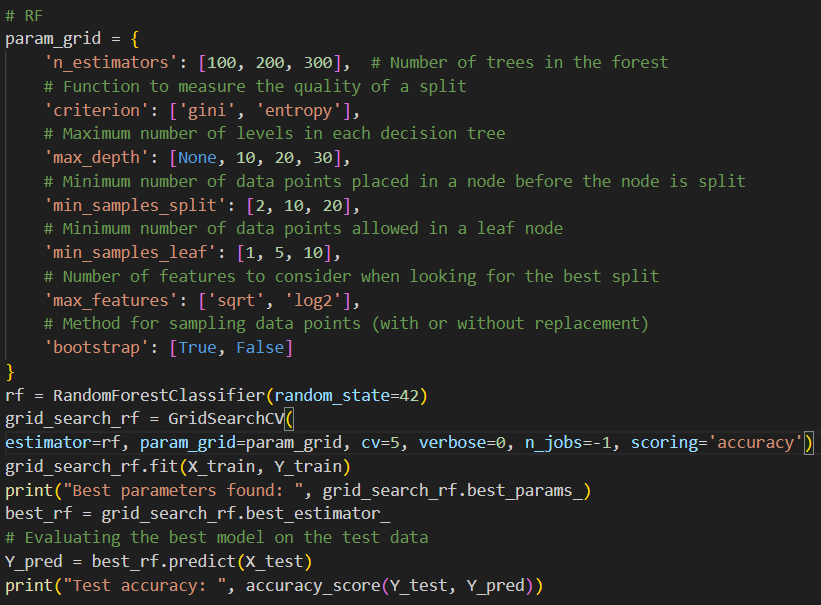 # RF
param_grid = {
    'n_estimators': [100, 200, 300],  # Number of trees in the forest
    # Function to measure the quality of a split
    'criterion': ['gini', 'entropy'],
    # Maximum number of levels in each decision tree
    'max_depth': [None, 10, 20, 30],
    # Minimum number of data points placed in a node before the node is split
    'min_samples_split': [2, 10, 20],
    # Minimum number of data points allowed in a leaf node
    'min_samples_leaf': [1, 5, 10],
    # Number of features to consider when looking for the best split
    'max_features': ['sqrt', 'log2'],
    # Method for sampling data points (with or without replacement)
    'bootstrap': [True, False]
}
rf = RandomForestClassifier(random_state=42)
grid_search_rf = GridSearchCV(
estimator=rf, param_grid=param_grid, cv=5, verbose=0, n_jobs=-1, scoring='accuracy')
grid_search_rf.fit(X_train, Y_train)
print("Best parameters found: ", grid_search_rf.best_params_)
best_rf = grid_search_rf.best_estimator_
# Evaluating the best model on the test data
Y_pred = best_rf.predict(X_test)
print("Test accuracy: ", accuracy_score(Y_test, Y_pred))